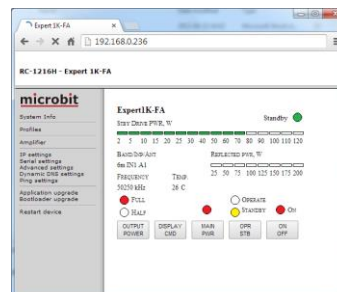 Expert 1K-FA
192.168.0.236
RC-1216H - Expert 1K-FA
microbit
System Info
Profiles
Amplifier
IP settings
Serial settings
Advanced settings
Dynamic DNS settings
Ping settings
Application upgrade
Bootloader upgrade
Restart device
Expert1K-FA
Standby
STBY DRIVE PWR, W
2 5 10 15 20 30 40 50 60 70 80 90 100 110 120
BAND/INP/ANT
6m IN1 A1
REFLECTED PWR, W
25 50 75 100 125 150 175 200
FREQUENCY TEMP.
50250 kHz 26 C
FULL
HALF
OPERATE
STANDBY
ON
OUTPUT POWER
DISPLAY CMD
MAIN PWR
OPR STB
ON OFF